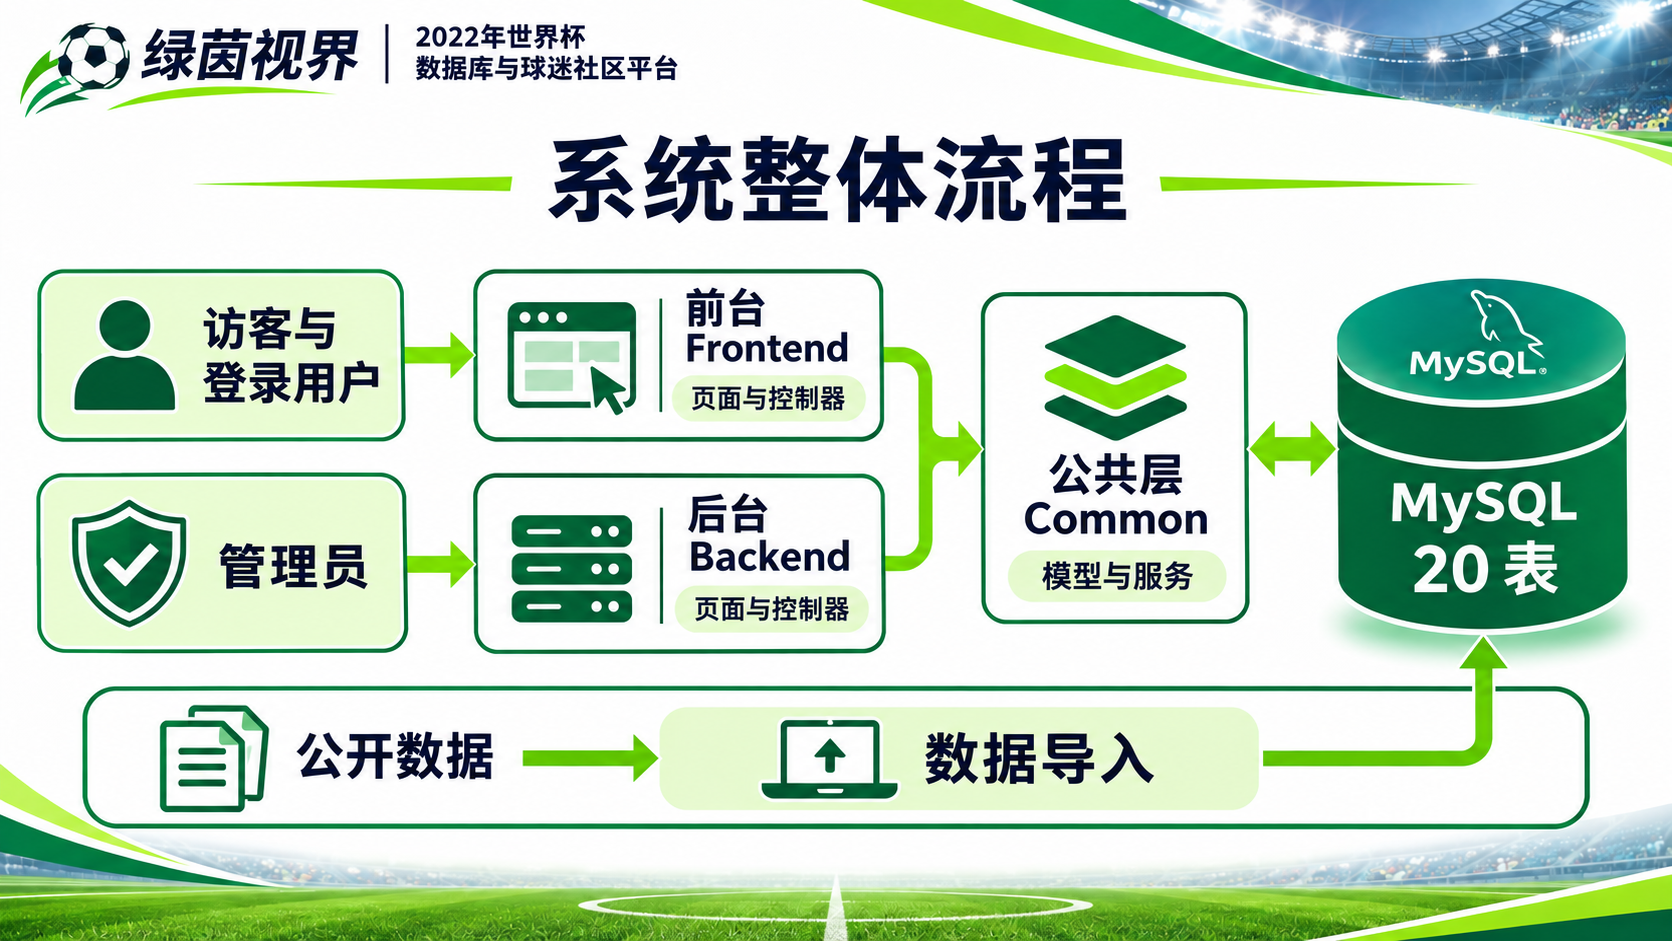 绿茵视界
2022年世界杯
数据库与球迷社区平台
系统整体流程
访客与
登录用户
前台
Frontend
页面与控制器
管理员
后台
Backend
页面与控制器
公共层
Common
模型与服务
MySQL®
MySQL
20 表
公开数据
数据导入